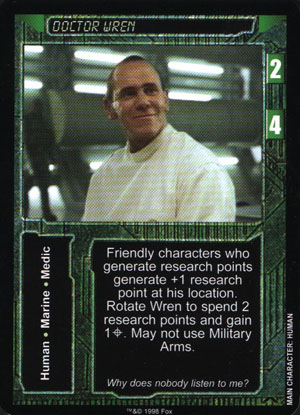 DOCTOR WREN
2
4
Human • Marine • Medic
Friendly characters who
generate research points
generate +1 research
point at his location.
Rotate Wren to spend 2
research points and gain
1⌖. May not use Military
Arms.
Why does nobody listen to me?
MAIN CHARACTER: HUMAN
™&© 1998 Fox